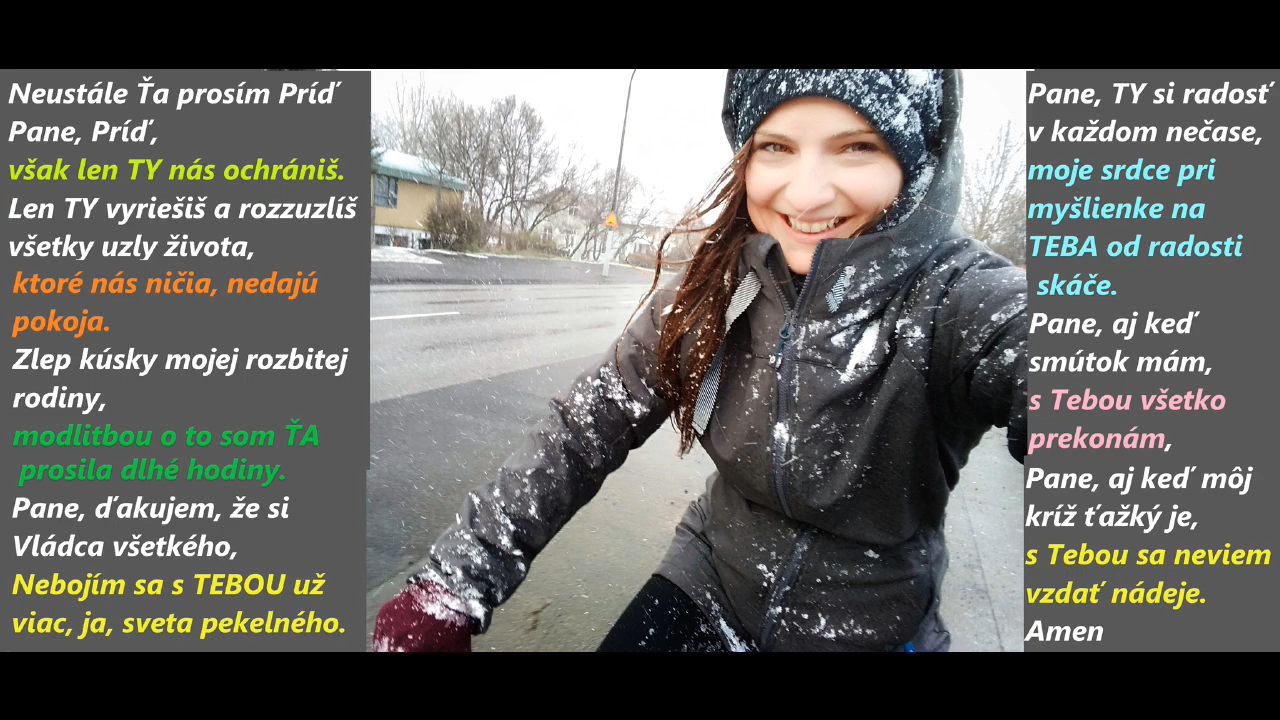 Neustále Ťa prosím Príď
Pane, Príď,
však len TY nás ochrániš.
Len TY vyriešiš a rozzuzlíš
všetky uzly života,
ktoré nás ničia, nedajú
pokoja.
Zlep kúsky mojej rozbitej
rodiny,
modlitbou o to som ŤA
prosila dlhé hodiny.
Pane, ďakujem, že si
Vládca všetkého,
Nebojím sa s TEBOU už
viac, ja, sveta pekelného.
Pane, TY si radosť
v každom nečase,
moje srdce pri
myšlienke na
TEBA od radosti
skáče.
Pane, aj keď
smútok mám,
s Tebou všetko
prekonám,
Pane, aj keď môj
kríž ťažký je,
s Tebou sa neviem
vzdať nádeje.
Amen